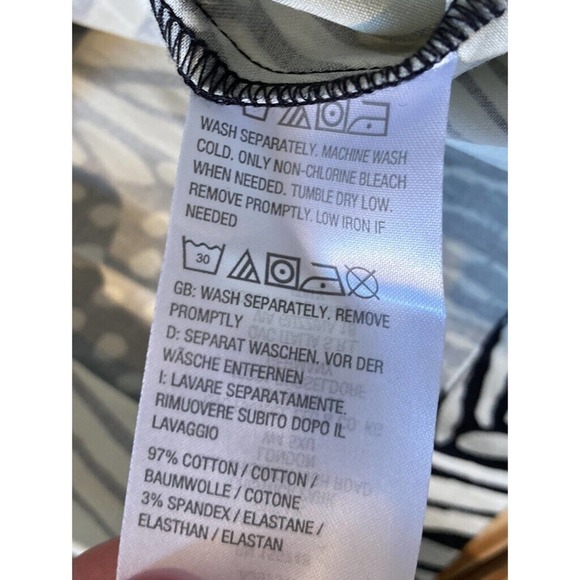 WASH SEPARATELY. MACHINE WASH
COLD. ONLY NON-CHLORINE BLEACH
WHEN NEEDED. TUMBLE DRY LOW.
REMOVE PROMPTLY. LOW IRON IF
NEEDED
30
GB: WASH SEPARATELY. REMOVE
PROMPTLY
D: SEPARAT WASCHEN. VOR DER
WÄSCHE ENTFERNEN
I: LAVARE SEPARATAMENTE.
RIMUOVERE SUBITO DOPO IL
LAVAGGIO
97% COTTON / COTTON /
BAUMWOLLE / COTONE
3% SPANDEX / ELASTANE /
ELASTHAN / ELASTAN